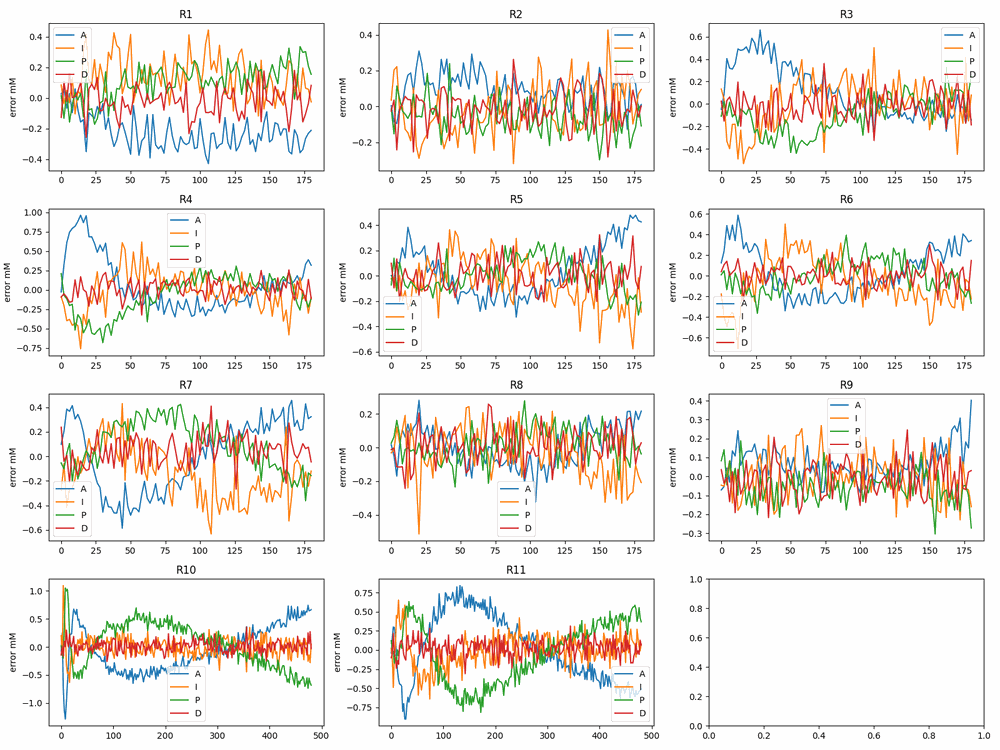 R1 R2 R3
error mM 0.4 0.2 0.0 −0.2 −0.4 A I P D 0 25 50 75 100 125 150 175
error mM 0.4 0.2 0.0 −0.2 A I P D 0 25 50 75 100 125 150 175
error mM 0.6 0.4 0.2 0.0 −0.2 −0.4 A I P D 0 25 50 75 100 125 150 175
R4 R5 R6
error mM 1.00 0.75 0.50 0.25 0.00 −0.25 −0.50 −0.75 A I P D 0 25 50 75 100 125 150 175
error mM 0.4 0.2 0.0 −0.2 −0.4 −0.6 A I P D 0 25 50 75 100 125 150 175
error mM 0.6 0.4 0.2 0.0 −0.2 −0.4 −0.6 A I P D 0 25 50 75 100 125 150 175
R7 R8 R9
error mM 0.4 0.2 0.0 −0.2 −0.4 −0.6 A I P D 0 25 50 75 100 125 150 175
error mM 0.2 0.0 −0.2 −0.4 A I P D 0 25 50 75 100 125 150 175
error mM 0.4 0.3 0.2 0.1 0.0 −0.1 −0.2 −0.3 A I P D 0 25 50 75 100 125 150 175
R10 R11
error mM 1.0 0.5 0.0 −0.5 −1.0 A I P D 0 100 200 300 400 500
error mM 0.75 0.50 0.25 0.00 −0.25 −0.50 −0.75 A I P D 0 100 200 300 400 500
1.0 0.8 0.6 0.4 0.2 0.0 0.0 0.2 0.4 0.6 0.8 1.0